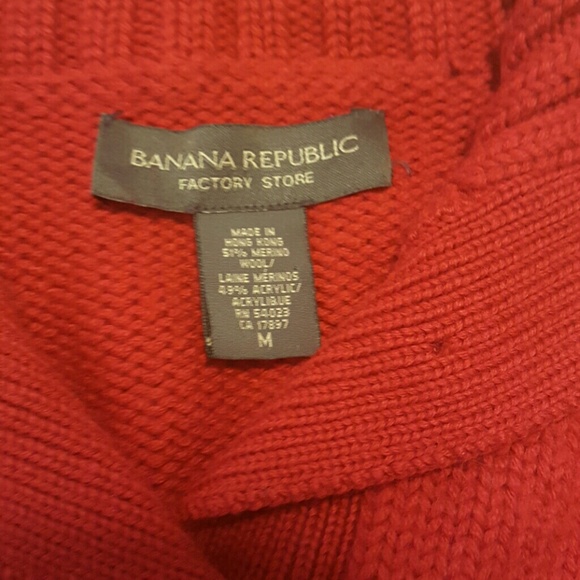 BANANA REPUBLIC
FACTORY STORE
MADE IN
HONG KONG
51% MERINO
WOOL/
LAINE MERINOS
49% ACRYLIC/
ACRYLIQUE
RN 54023
CA 17897
M